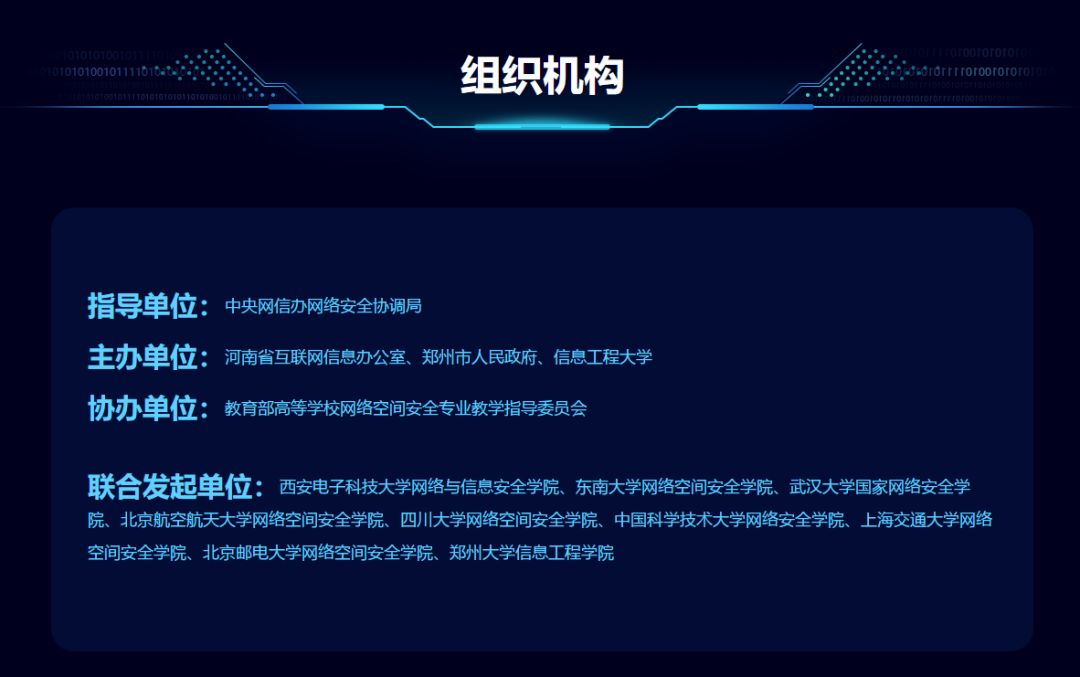 组织机构
指导单位：中央网信办网络安全协调局
主办单位：河南省互联网信息办公室、郑州市人民政府、信息工程大学
协办单位：教育部高等学校网络空间安全专业教学指导委员会
联合发起单位：西安电子科技大学网络与信息安全学院、东南大学网络空间安全学院、武汉大学国家网络安全学
院、北京航空航天大学网络空间安全学院、四川大学网络空间安全学院、中国科学技术大学网络安全学院、上海交通大学网络
空间安全学院、北京邮电大学网络空间安全学院、郑州大学信息工程学院